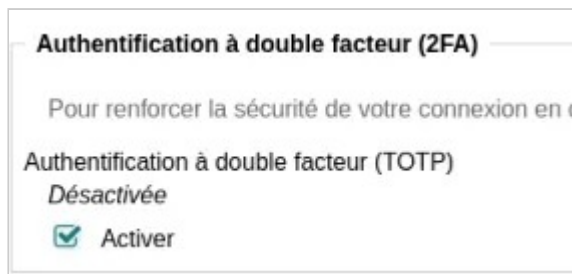 Authentification à double facteur (2FA)
Pour renforcer la sécurité de votre connexion en
Authentification à double facteur (TOTP)
Désactivée
Activer